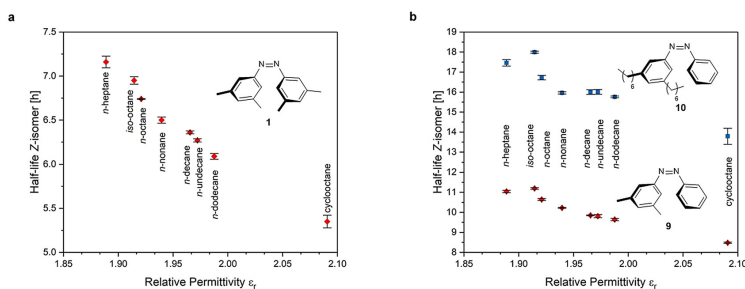 a
Half-life Z-isomer [h]
7.5
7.0
6.5
6.0
5.5
5.0
n-heptane
iso-octane
n-octane
n-nonane
n-decane
n-undecane
n-dodecane
cyclooctane
N=N
1
1.85 1.90 1.95 2.00 2.05 2.10
Relative Permittivity εr
b
Half-life Z-isomer [h]
19
18
17
16
15
14
13
12
11
10
9
8
N=N
6
6
10
n-heptane
iso-octane
n-octane
n-nonane
n-decane
n-undecane
n-dodecane
cyclooctane
N=N
9
1.85 1.90 1.95 2.00 2.05 2.10
Relative Permittivity εr